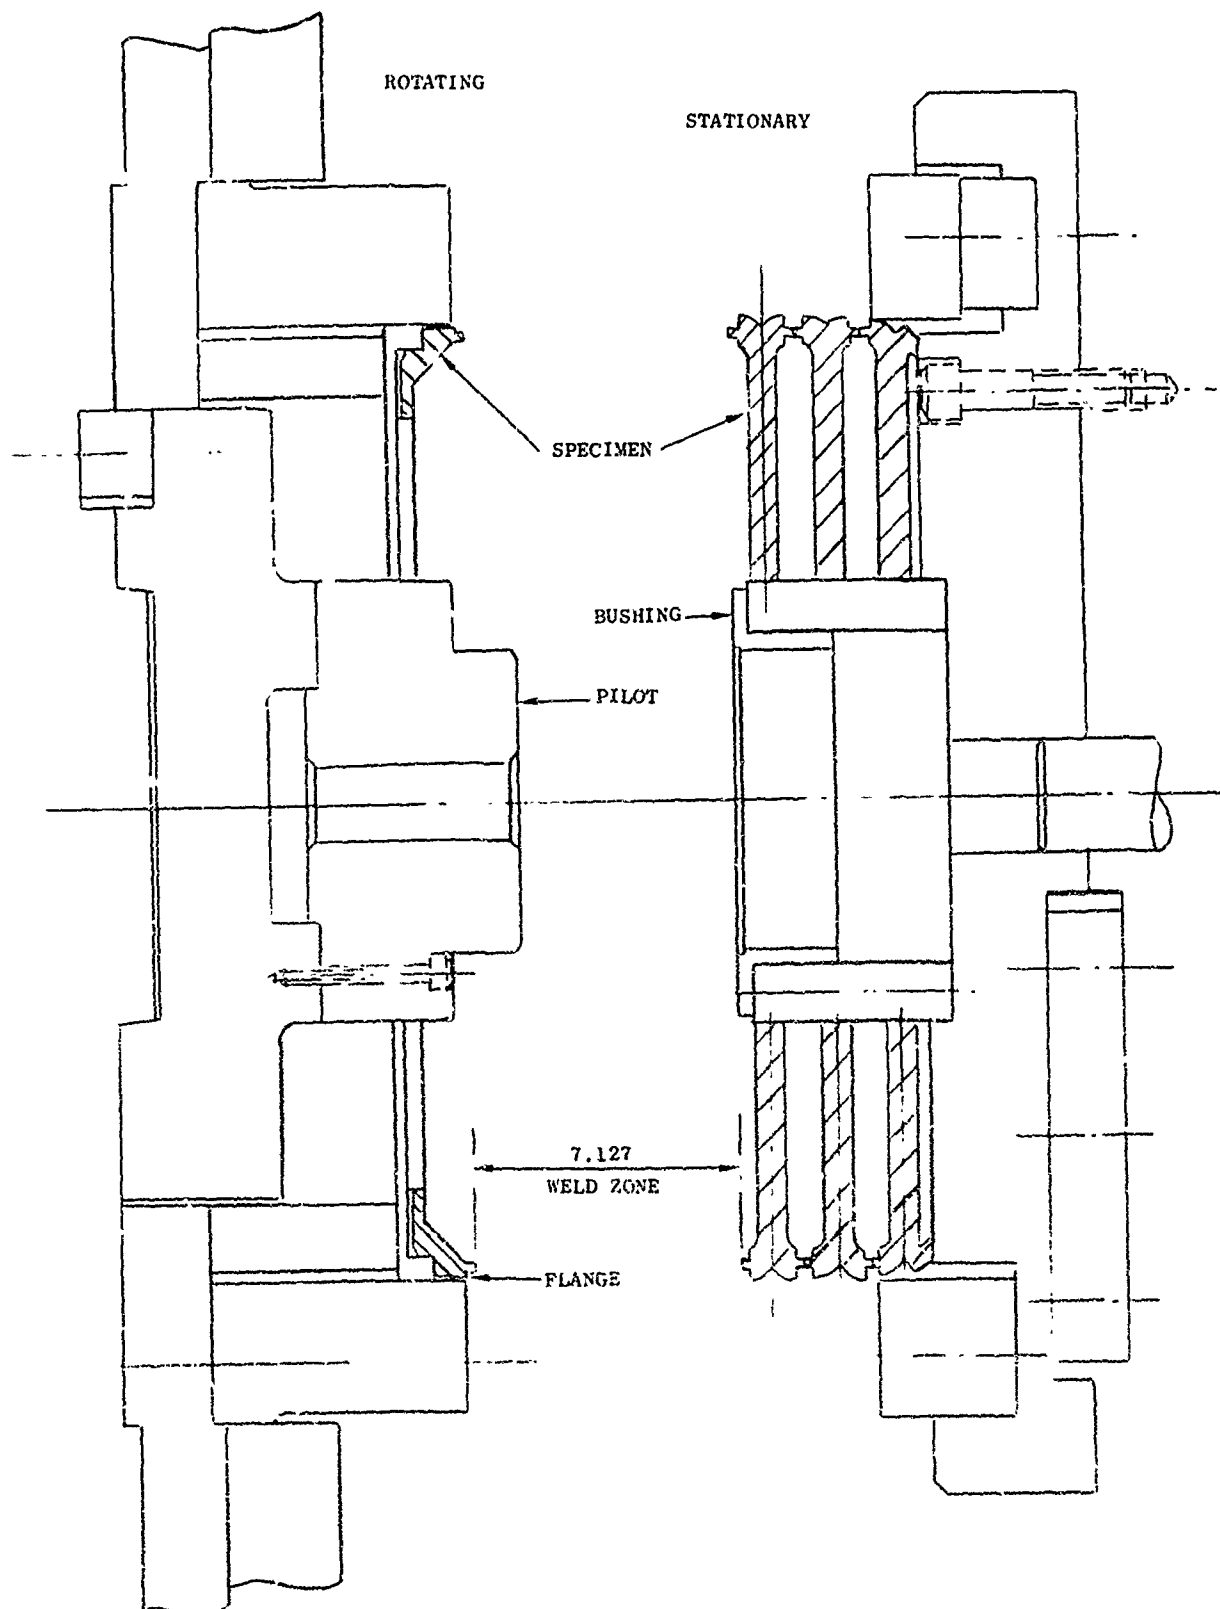 ROTATING
STATIONARY
SPECIMEN
BUSHING
PILOT
7.127
WELD ZONE
FLANGE